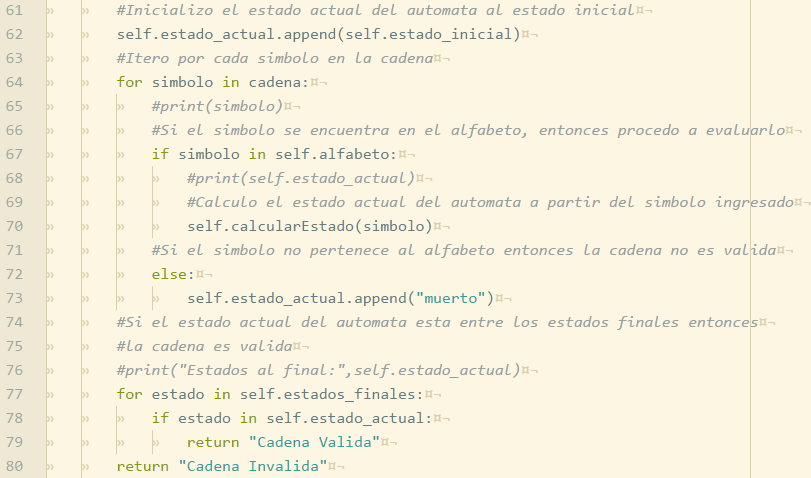 61 » » #Inicializo el estado actual del automata al estado inicial¤¬
62 » » self.estado_actual.append(self.estado_inicial)¤¬
63 » » #Itero por cada simbolo en la cadena¤¬
64 » » for simbolo in cadena:¤¬
65 » » » #print(simbolo)¤¬
66 » » » #Si el simbolo se encuentra en el alfabeto, entonces procedo a evaluarlo¤¬
67 » » » if simbolo in self.alfabeto:¤¬
68 » » » » #print(self.estado_actual)¤¬
69 » » » » #Calculo el estado actual del automata a partir del simbolo ingresado¤¬
70 » » » » self.calcularEstado(simbolo)¤¬
71 » » » #Si el simbolo no pertenece al alfabeto entonces la cadena no es valida¤¬
72 » » » else:¤¬
73 » » » » self.estado_actual.append("muerto")¤¬
74 » » #Si el estado actual del automata esta entre los estados finales entonces¤¬
75 » » #la cadena es valida¤¬
76 » » #print("Estados al final:",self.estado_actual)¤¬
77 » » for estado in self.estados_finales:¤¬
78 » » » if estado in self.estado_actual:¤¬
79 » » » » return "Cadena Valida"¤¬
80 » » return "Cadena Invalida"¤¬